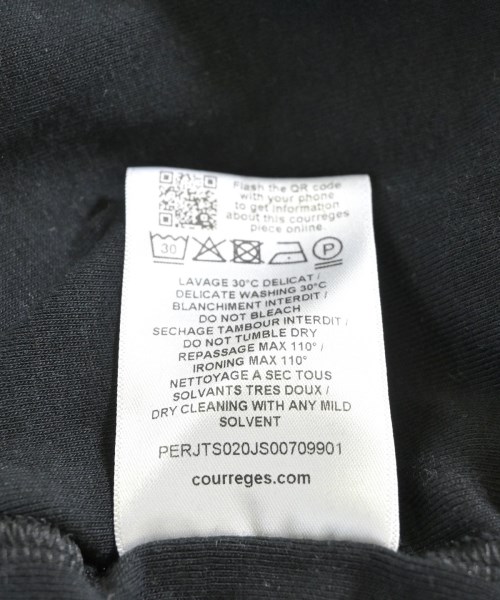 Flash the QR code
with your phone
to get information
about this courreges
piece online.
30
P
LAVAGE 30°C DELICAT /
DELICATE WASHING 30°C
BLANCHIMENT INTERDIT /
DO NOT BLEACH
SECHAGE TAMBOUR INTERDIT /
DO NOT TUMBLE DRY
REPASSAGE MAX 110° /
IRONING MAX 110°
NETTOYAGE A SEC TOUS
SOLVANTS TRES DOUX /
DRY CLEANING WITH ANY MILD
SOLVENT
PERJTS020JS00709901
courreges.com